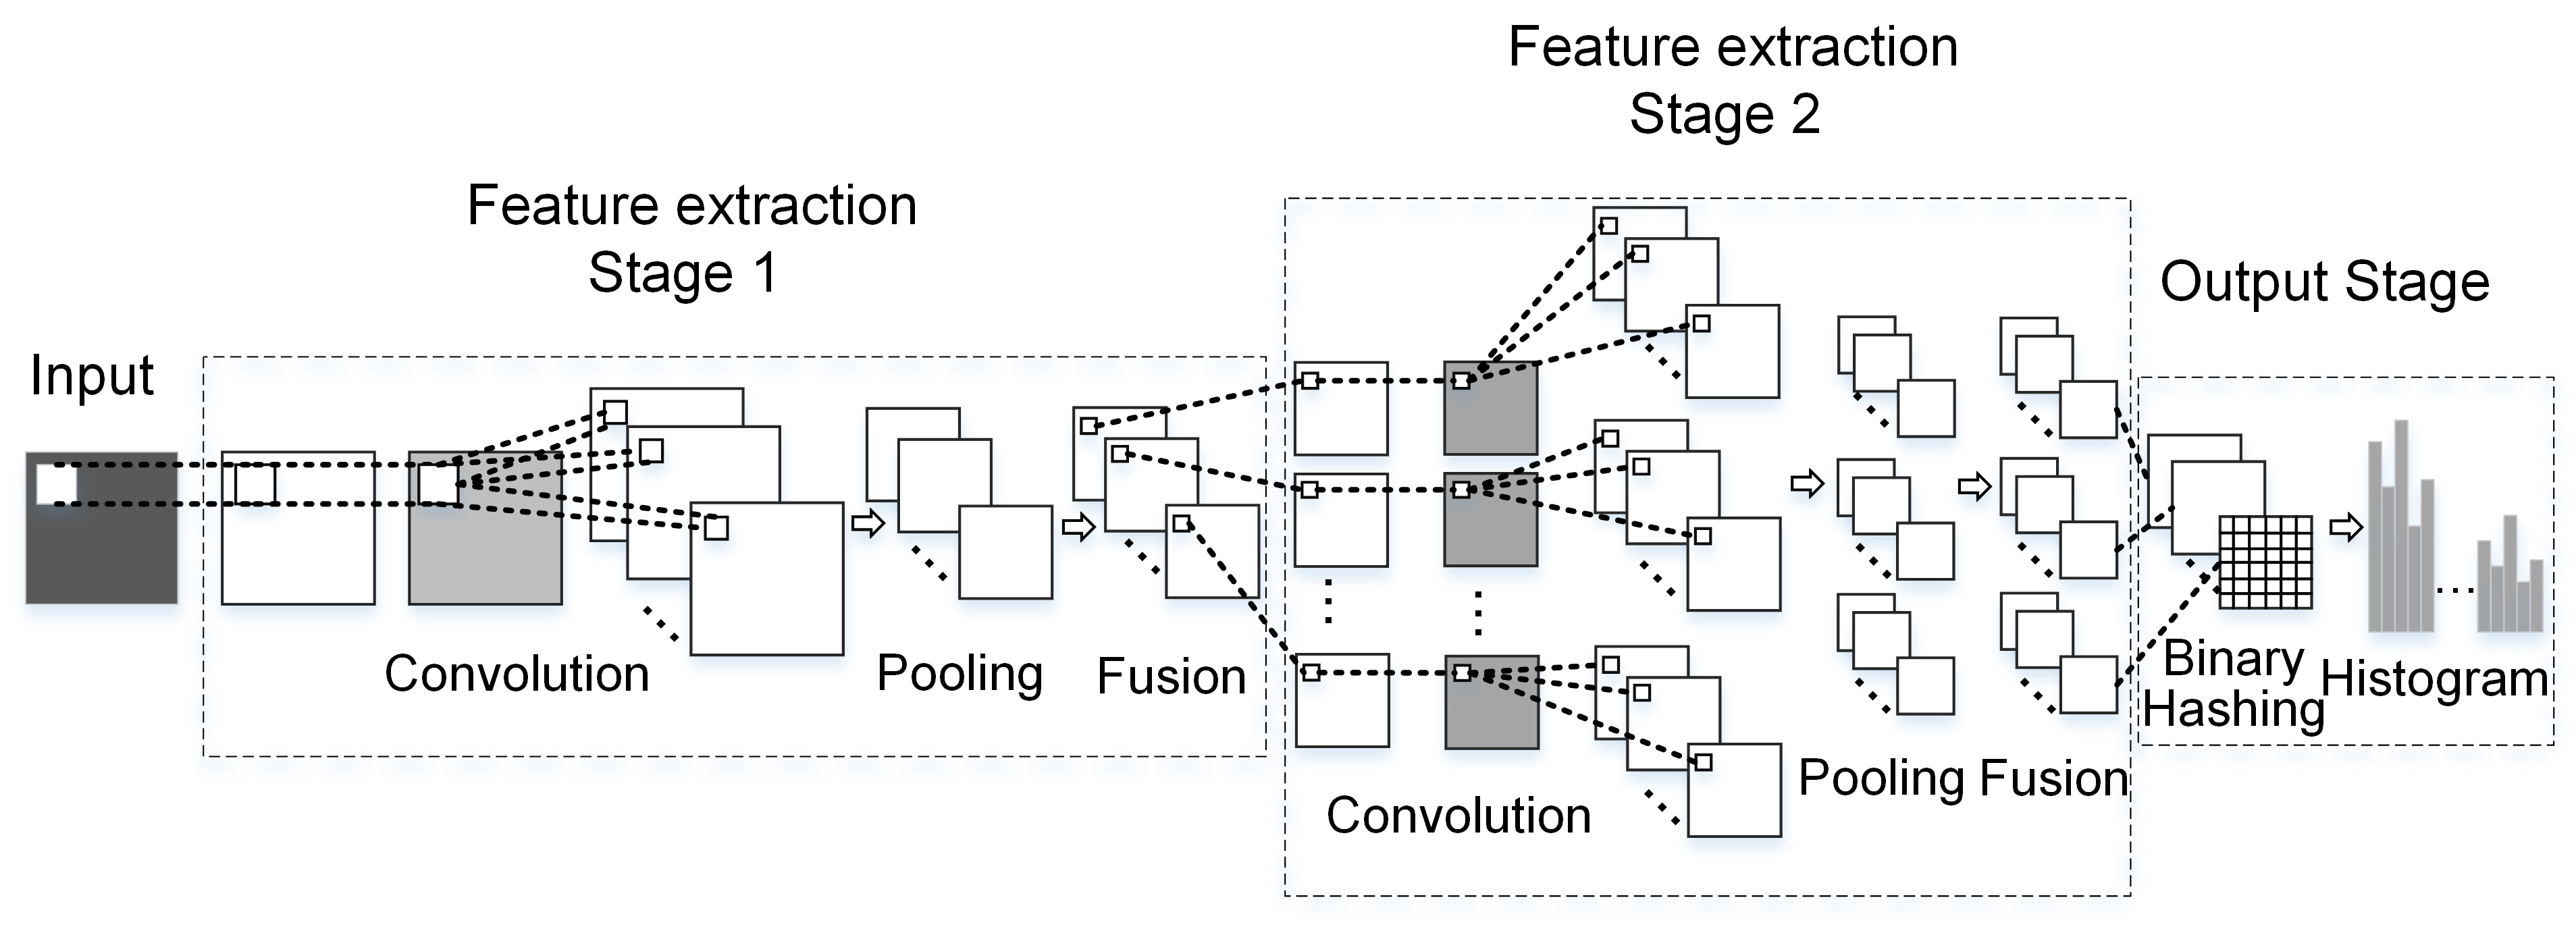 Feature extraction
Stage 2
Feature extraction
Stage 1
Output Stage
Input
Convolution
Pooling
Fusion
Convolution
Pooling
Fusion
Binary
Hashing
Histogram